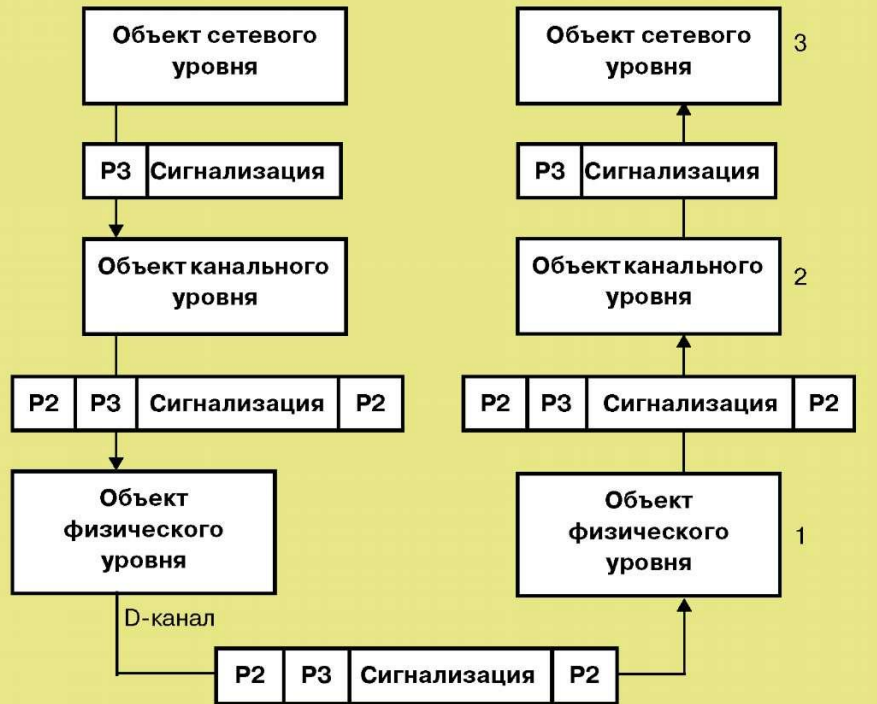 Объект сетевого
уровня
Объект сетевого
уровня
3
Р3 Сигнализация
Р3 Сигнализация
Объект канального
уровня
Объект канального
уровня
2
Р2 Р3 Сигнализация Р2
Р2 Р3 Сигнализация Р2
Объект
физического
уровня
Объект
физического
уровня
1
D-канал
Р2 Р3 Сигнализация Р2